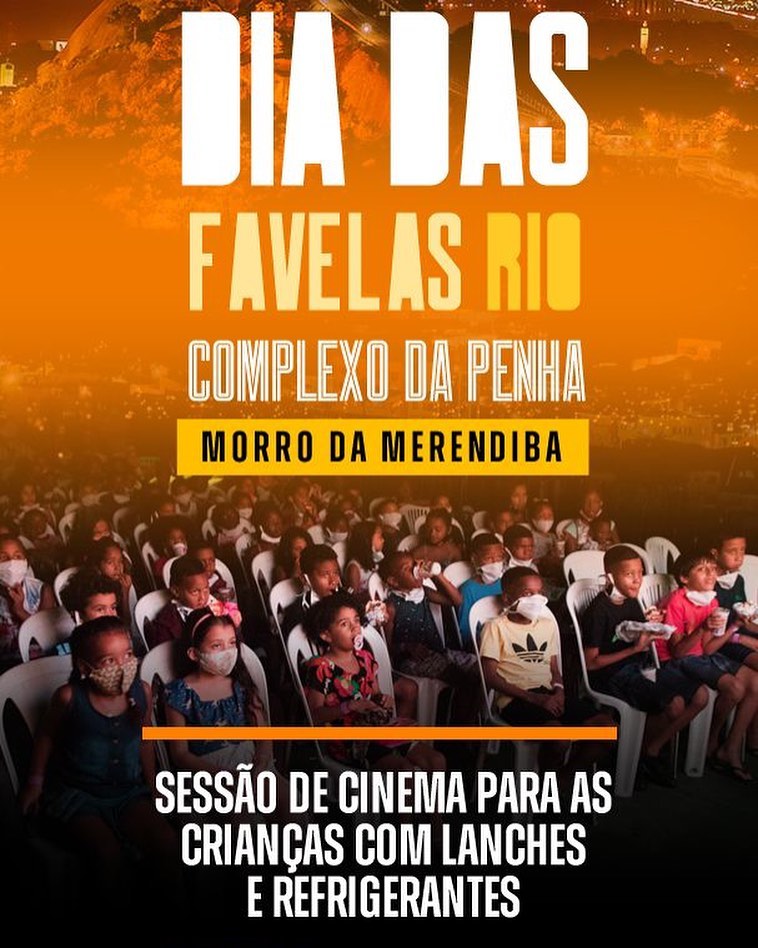 DIA DAS
FAVELAS RIO
COMPLEXO DA PENHA
MORRO DA MERENDIBA
SESSÃO DE CINEMA PARA AS
CRIANÇAS COM LANCHES
E REFRIGERANTES